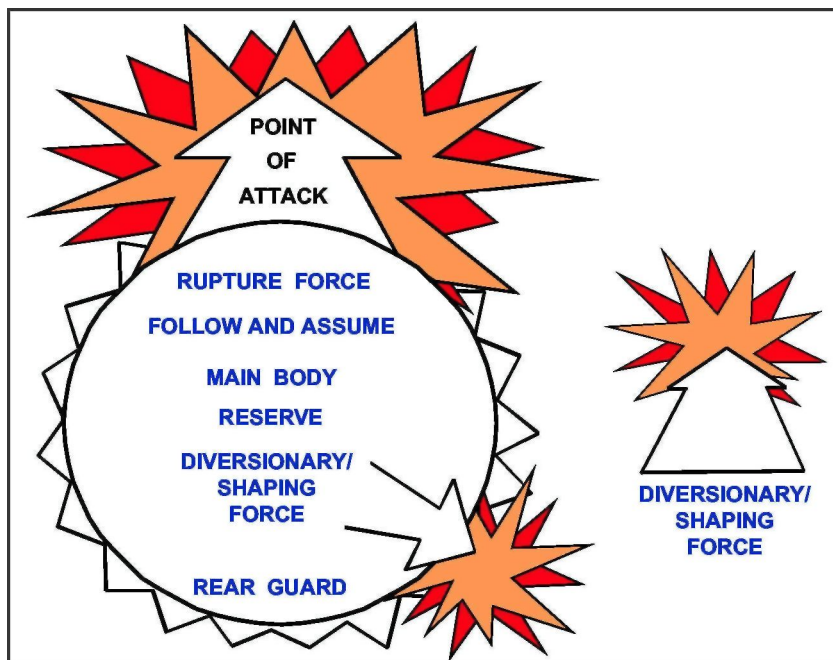 POINT
OF
ATTACK
RUPTURE FORCE
FOLLOW AND ASSUME
MAIN BODY
RESERVE
DIVERSIONARY/
SHAPING
FORCE
REAR GUARD
DIVERSIONARY/
SHAPING
FORCE